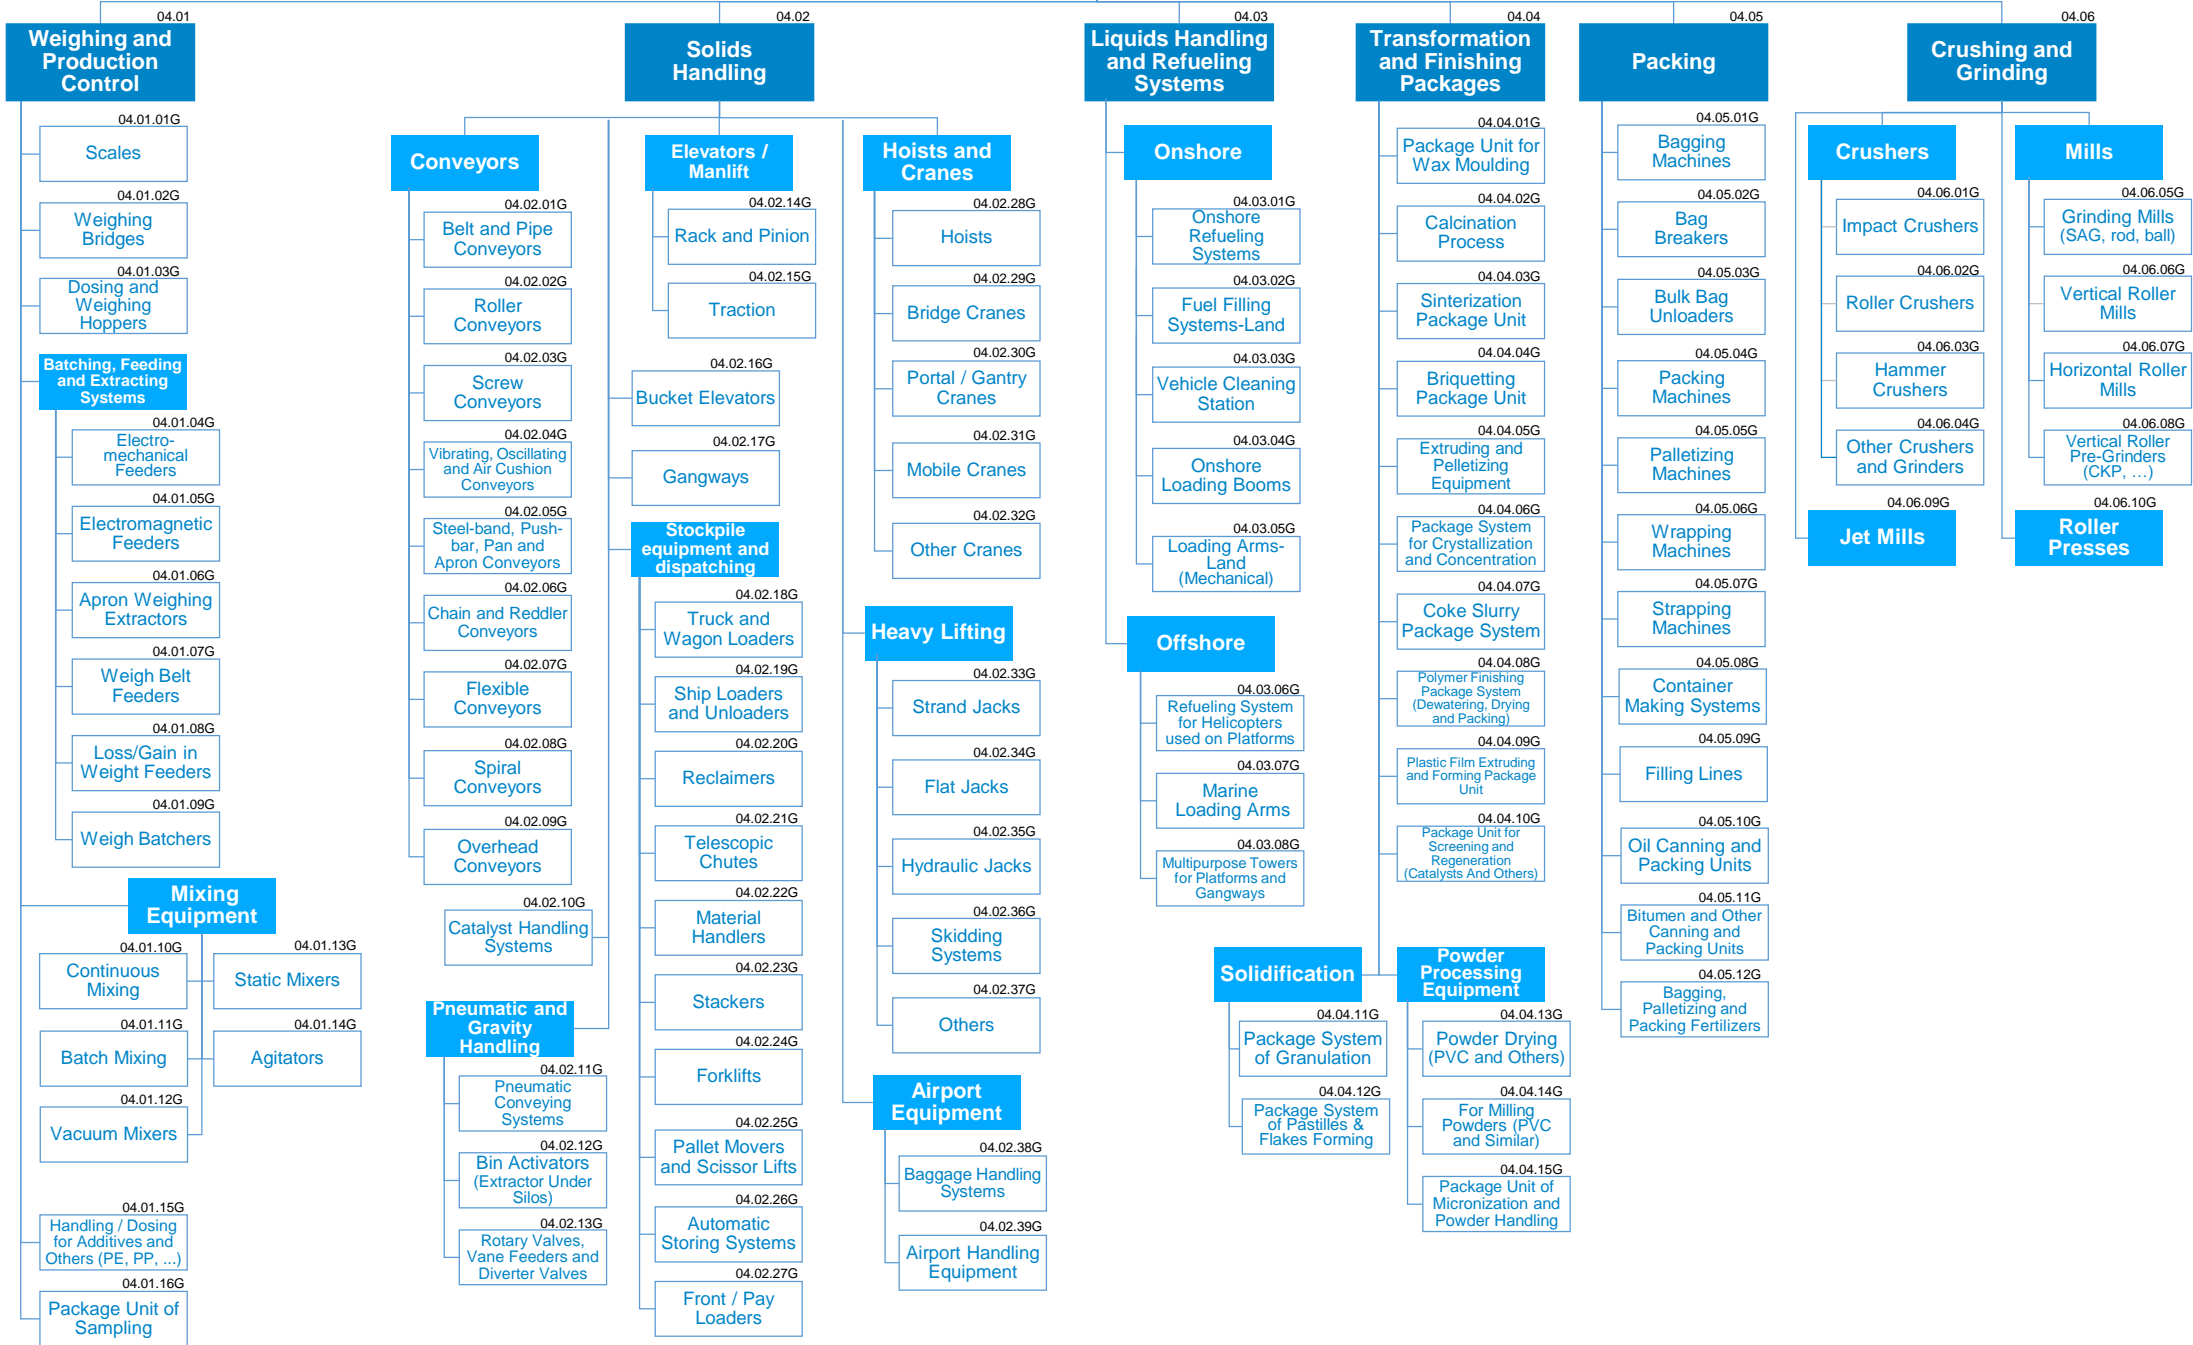 04.01
Weighing and
Production
Control
04.01.01G
Scales
04.01.02G
Weighing
Bridges
04.01.03G
Dosing and
Weighing
Hoppers
Batching, Feeding
and Extracting
Systems
04.01.04G
Electro-
mechanical
Feeders
04.01.05G
Electromagnetic
Feeders
04.01.06G
Apron Weighing
Extractors
04.01.07G
Weigh Belt
Feeders
04.01.08G
Loss/Gain in
Weight Feeders
04.01.09G
Weigh Batchers
Mixing
Equipment
04.01.10G
Continuous
Mixing
04.01.11G
Batch Mixing
04.01.12G
Vacuum Mixers
04.01.13G
Static Mixers
04.01.14G
Agitators
04.01.15G
Handling / Dosing
for Additives and
Others (PE, PP, ...)
04.01.16G
Package Unit of
Sampling
04.02
Solids
Handling
Conveyors
04.02.01G
Belt and Pipe
Conveyors
04.02.02G
Roller
Conveyors
04.02.03G
Screw
Conveyors
04.02.04G
Vibrating, Oscillating
and Air Cushion
Conveyors
04.02.05G
Steel-band, Push-
bar, Pan and
Apron Conveyors
04.02.06G
Chain and Reddler
Conveyors
04.02.07G
Flexible
Conveyors
04.02.08G
Spiral
Conveyors
04.02.09G
Overhead
Conveyors
04.02.10G
Catalyst Handling
Systems
Pneumatic and
Gravity
Handling
04.02.11G
Pneumatic
Conveying
Systems
04.02.12G
Bin Activators
(Extractor Under
Silos)
04.02.13G
Rotary Valves,
Vane Feeders and
Diverter Valves
Elevators /
Manlift
04.02.14G
Rack and Pinion
04.02.15G
Traction
04.02.16G
Bucket Elevators
04.02.17G
Gangways
Stockpile
equipment and
dispatching
04.02.18G
Truck and
Wagon Loaders
04.02.19G
Ship Loaders
and Unloaders
04.02.20G
Reclaimers
04.02.21G
Telescopic
Chutes
04.02.22G
Material
Handlers
04.02.23G
Stackers
04.02.24G
Forklifts
04.02.25G
Pallet Movers
and Scissor Lifts
04.02.26G
Automatic
Storing Systems
04.02.27G
Front / Pay
Loaders
Hoists and
Cranes
04.02.28G
Hoists
04.02.29G
Bridge Cranes
04.02.30G
Portal / Gantry
Cranes
04.02.31G
Mobile Cranes
04.02.32G
Other Cranes
Heavy Lifting
04.02.33G
Strand Jacks
04.02.34G
Flat Jacks
04.02.35G
Hydraulic Jacks
04.02.36G
Skidding
Systems
04.02.37G
Others
Airport
Equipment
04.02.38G
Baggage Handling
Systems
04.02.39G
Airport Handling
Equipment
04.03
Liquids Handling
and Refueling
Systems
Onshore
04.03.01G
Onshore
Refueling
Systems
04.03.02G
Fuel Filling
Systems-Land
04.03.03G
Vehicle Cleaning
Station
04.03.04G
Onshore
Loading Booms
04.03.05G
Loading Arms-
Land
(Mechanical)
Offshore
04.03.06G
Refueling System
for Helicopters
used on Platforms
04.03.07G
Marine
Loading Arms
04.03.08G
Multipurpose Towers
for Platforms and
Gangways
04.04
Transformation
and Finishing
Packages
04.04.01G
Package Unit for
Wax Moulding
04.04.02G
Calcination
Process
04.04.03G
Sinterization
Package Unit
04.04.04G
Briquetting
Package Unit
04.04.05G
Extruding and
Pelletizing
Equipment
04.04.06G
Package System
for Crystallization
and Concentration
04.04.07G
Coke Slurry
Package System
04.04.08G
Polymer Finishing
Package System
(Dewatering, Drying
and Packing)
04.04.09G
Plastic Film Extruding
and Forming Package
Unit
04.04.10G
Package Unit for
Screening and
Regeneration
(Catalysts And Others)
Solidification
04.04.11G
Package System
of Granulation
04.04.12G
Package System
of Pastilles &
Flakes Forming
Powder
Processing
Equipment
04.04.13G
Powder Drying
(PVC and Others)
04.04.14G
For Milling
Powders (PVC
and Similar)
04.04.15G
Package Unit of
Micronization and
Powder Handling
04.05
Packing
04.05.01G
Bagging
Machines
04.05.02G
Bag
Breakers
04.05.03G
Bulk Bag
Unloaders
04.05.04G
Packing
Machines
04.05.05G
Palletizing
Machines
04.05.06G
Wrapping
Machines
04.05.07G
Strapping
Machines
04.05.08G
Container
Making Systems
04.05.09G
Filling Lines
04.05.10G
Oil Canning and
Packing Units
04.05.11G
Bitumen and Other
Canning and
Packing Units
04.05.12G
Bagging,
Palletizing and
Packing Fertilizers
04.06
Crushing and
Grinding
Crushers
04.06.01G
Impact Crushers
04.06.02G
Roller Crushers
04.06.03G
Hammer
Crushers
04.06.04G
Other Crushers
and Grinders
04.06.09G
Jet Mills
Mills
04.06.05G
Grinding Mills
(SAG, rod, ball)
04.06.06G
Vertical Roller
Mills
04.06.07G
Horizontal Roller
Mills
04.06.08G
Vertical Roller
Pre-Grinders
(CKP, …)
04.06.10G
Roller
Presses